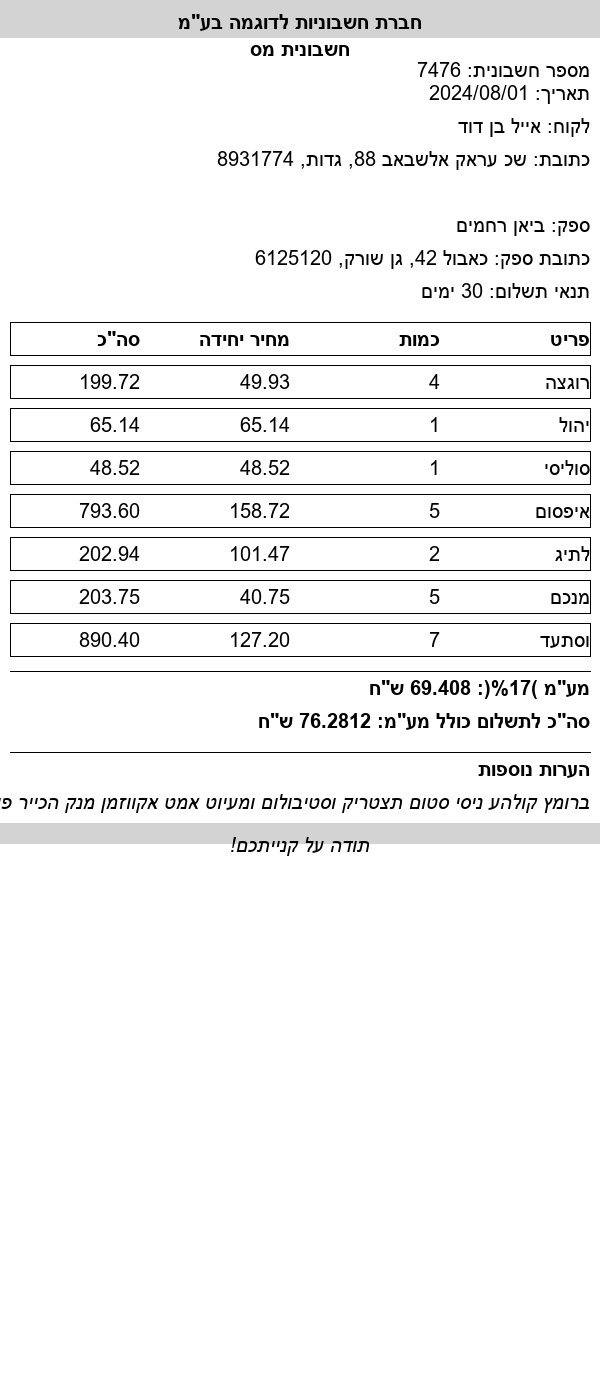 חברת חשבוניות לדוגמה בע"מ
חשבונית מס
מספר חשבונית: 7476
תאריך: 2024/08/01
לקוח: אייל בן דוד
כתובת: שכ עראק אלשבאב 88, גדות, 8931774
ספק: ביאן רחמים
כתובת ספק: כאבול 42, גן שורק, 6125120
תנאי תשלום: 30 ימים
פריט כמות מחיר יחידה סה"כ
רוגצה 4 49.93 199.72
יהול 1 65.14 65.14
סוליסי 1 48.52 48.52
איפסום 5 158.72 793.60
לתיג 2 101.47 202.94
מנכם 5 40.75 203.75
וסתעד 7 127.20 890.40
מע"מ )17%(: 69.408 ש"ח
סה"כ לתשלום כולל מע"מ: 76.2812 ש"ח
הערות נוספות
ברומץ קולהע ניסי סטום תצטריק וסטיבולום ומעיוט אמט אקווזמן מנק הכייר
תודה על קנייתכם!